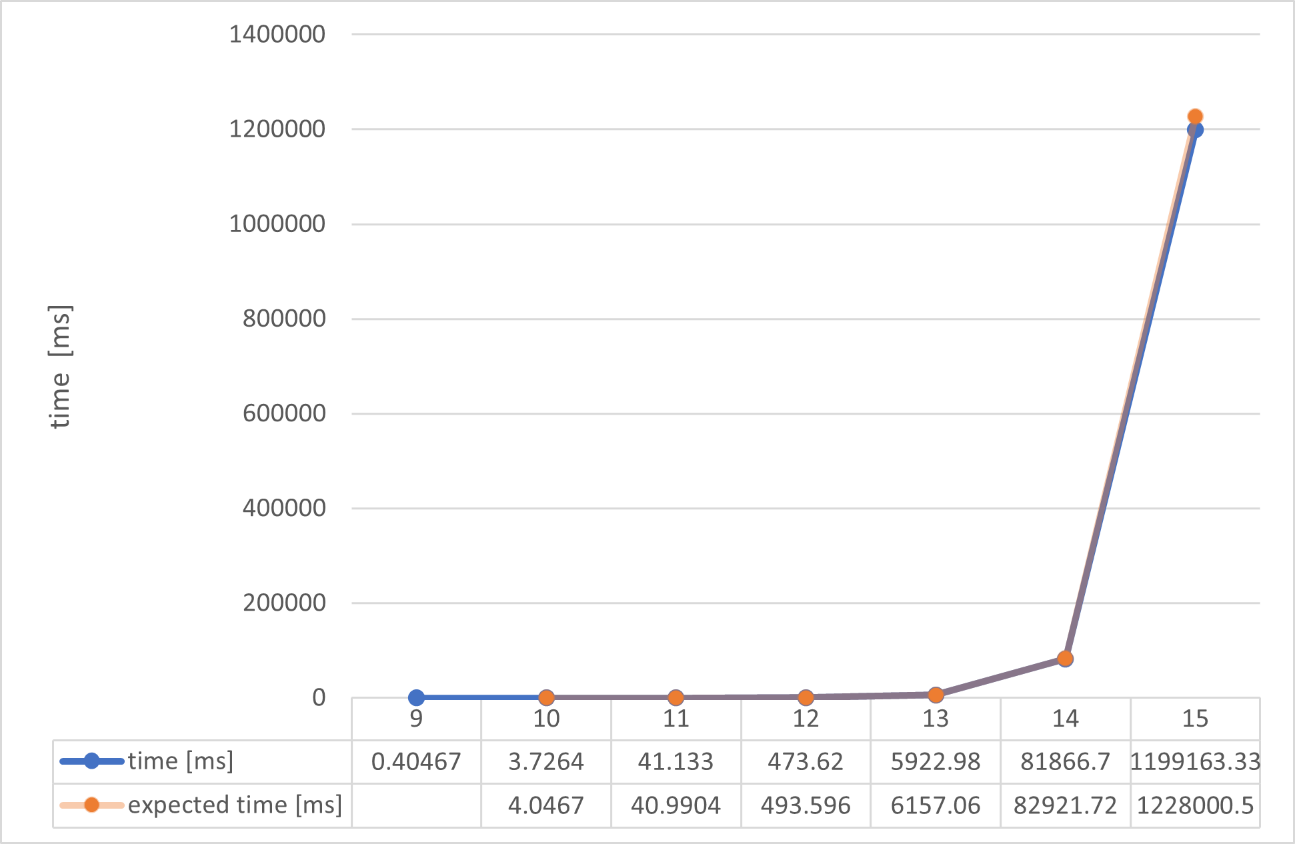 1400000
1200000
1000000
800000
600000
400000
200000
0
time [ms]
9 10 11 12 13 14 15
time [ms] 0.40467 3.7264 41.133 473.62 5922.98 81866.7 1199163.33
expected time [ms] 4.0467 40.9904 493.596 6157.06 82921.72 1228000.5